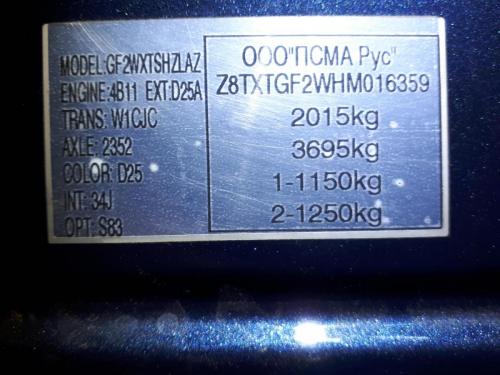 MODEL: GF2WXTSHZLAZ
ENGINE: 4B11 EXT:D25A
TRANS: W1CJC
AXLE: 2352
COLOR: D25
INT: 34J
OPT: S83
ООО"ПСМА Рус"
Z8TXTGF2WHM016359
2015kg
3695kg
1-1150kg
2-1250kg